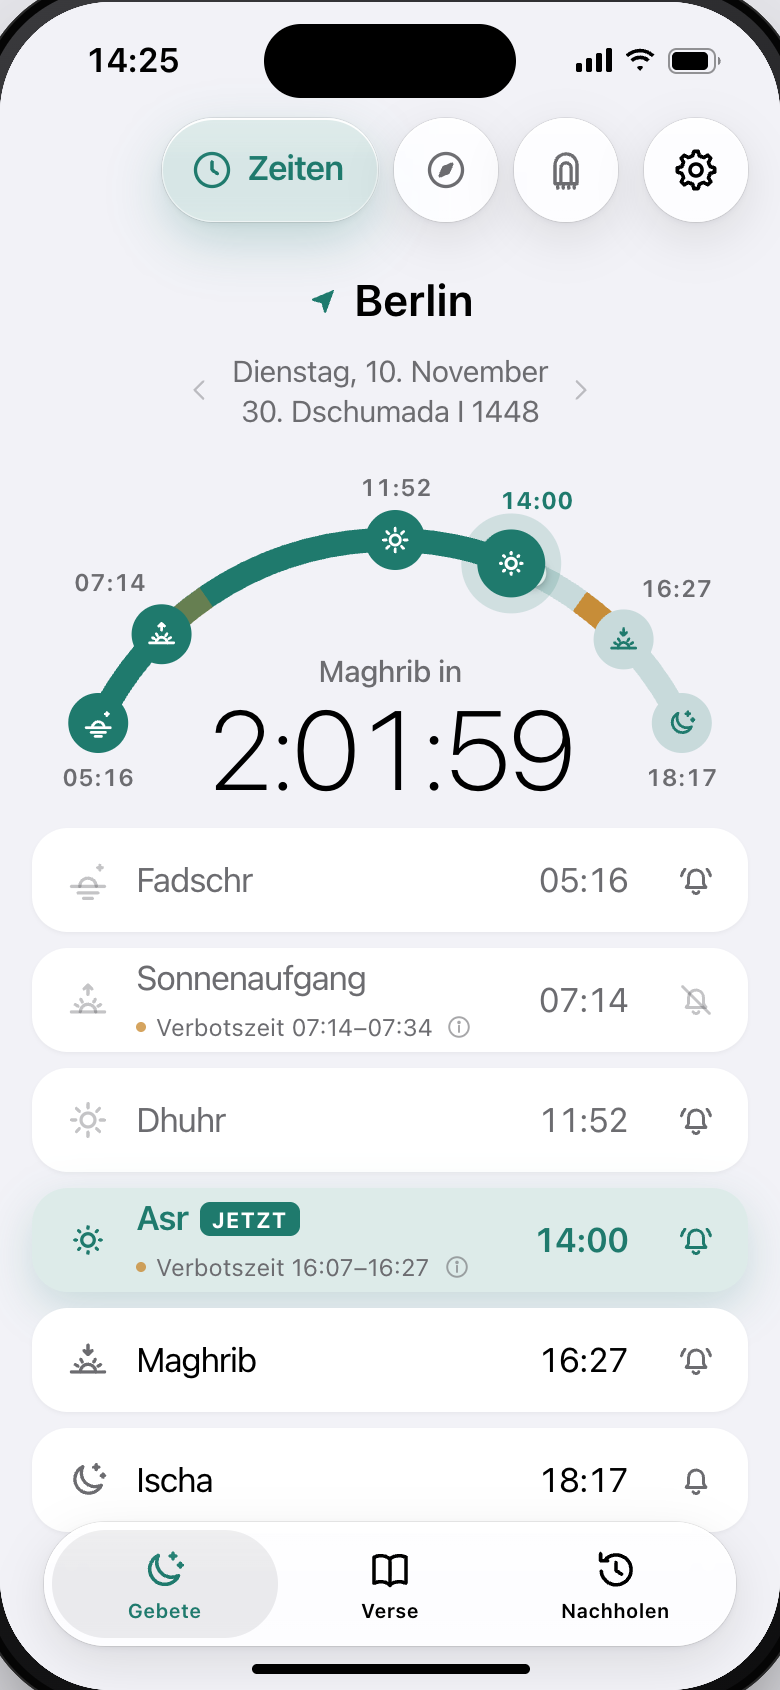 14:25
Zeiten
Berlin
Dienstag, 10. November
30. Dschumada I 1448
11:52
14:00
07:14
16:27
Maghrib in
2:01:59
05:16
18:17
Fadschr 05:16
Sonnenaufgang
07:14
Verbotszeit 07:14–07:34
Dhuhr 11:52
Asr JETZT
14:00
Verbotszeit 16:07–16:27
Maghrib 16:27
Ischa 18:17
Gebete Verse Nachholen